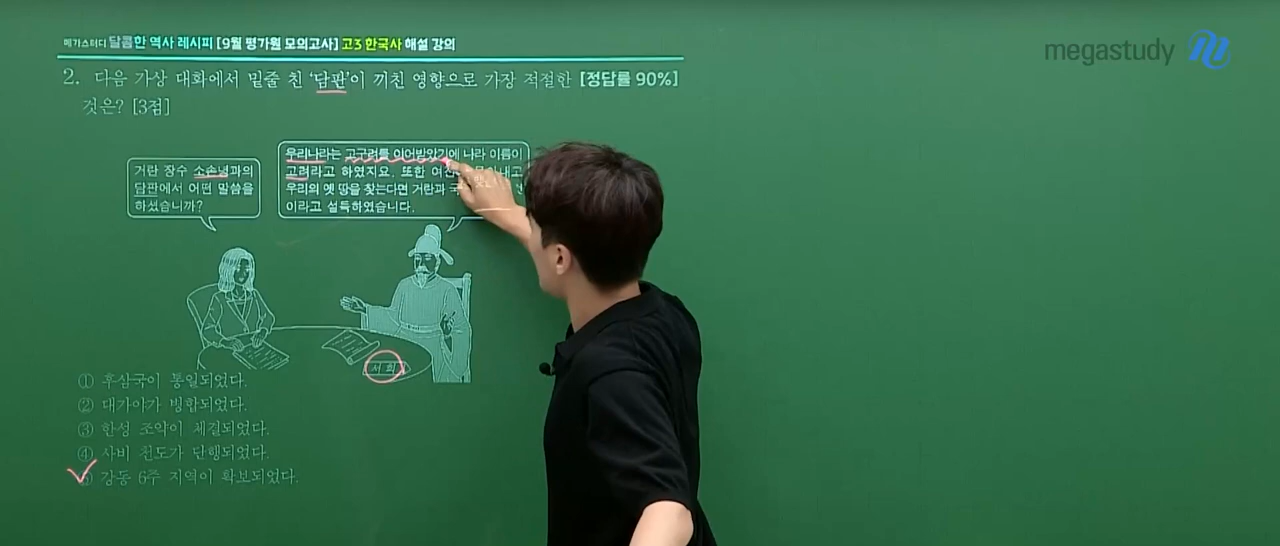 메가스터디 달콤한 역사 레시피 [9월 평가원 모의고사] 고3 한국사 해설 강의
megastudy
2. 다음 가상 대화에서 밑줄 친 '담판'이 끼친 영향으로 가장 적절한 [정답률 90%]
것은? [3점]
거란 장수 소손녕과의
담판에서 어떤 말씀을
하셨습니까?
우리나라는 고구려를 이어받았기에 나라 이름이
고려라고 하였지요. 또한
우리의 옛 땅을 찾는다면 거란과
이라고 설득하였습니다.
서희
① 후삼국이 통일되었다.
② 대가야가 병합되었다.
③ 한성 조약이 체결되었다.
④ 사비 천도가 단행되었다.
⑤ 강동 6주 지역이 확보되었다.